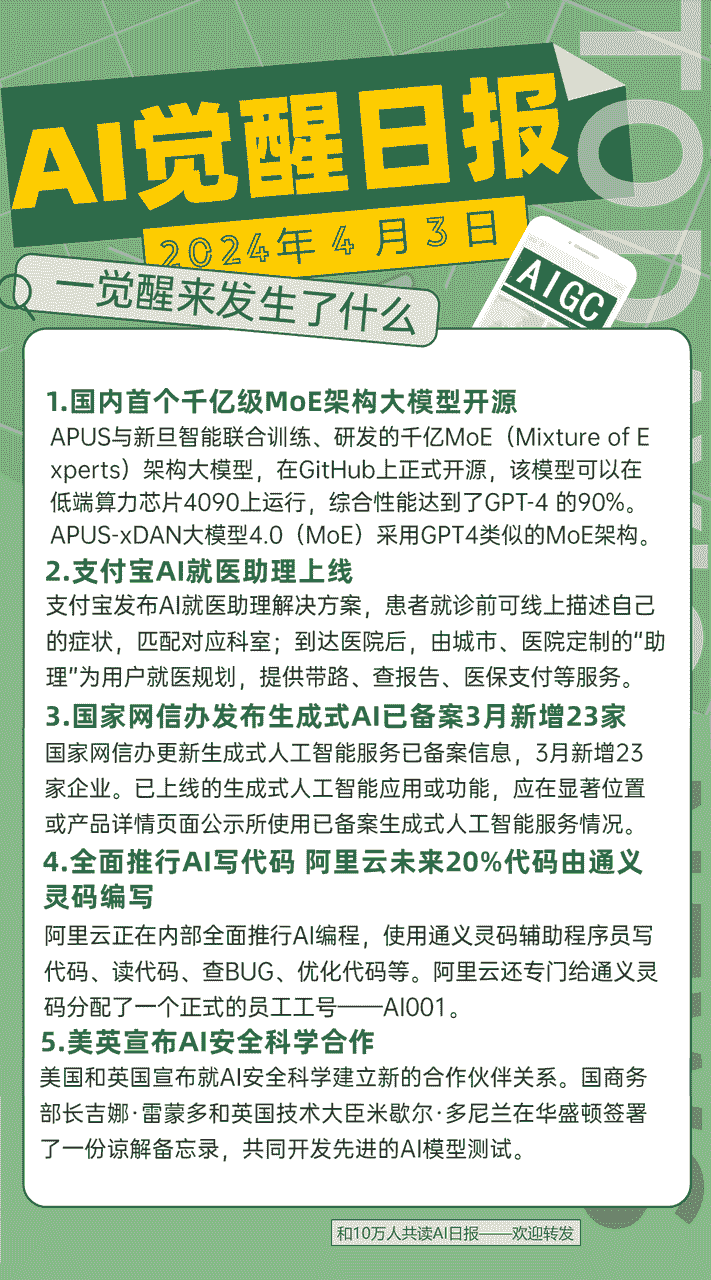 AI觉醒日报
2024年4月3日
一觉醒来发生了什么
AIGC
1.国内首个千亿级MoE架构大模型开源
APUS与新旦智能联合训练、研发的千亿MoE（Mixture of E
xperts）架构大模型，在GitHub上正式开源，该模型可以在
低端算力芯片4090上运行，综合性能达到了GPT-4 的90%。
APUS-xDAN大模型4.0（MoE）采用GPT4类似的MoE架构。
2.支付宝AI就医助理上线
支付宝发布AI就医助理解决方案，患者就诊前可线上描述自己
的症状，匹配对应科室；到达医院后，由城市、医院定制的“助
理”为用户就医规划，提供带路、查报告、医保支付等服务。
3.国家网信办发布生成式AI已备案3月新增23家
国家网信办更新生成式人工智能服务已备案信息，3月新增23
家企业。已上线的生成式人工智能应用或功能，应在显著位置
或产品详情页面公示所使用已备案生成式人工智能服务情况。
4.全面推行AI写代码 阿里云未来20%代码由通义
灵码编写
阿里云正在内部全面推行AI编程，使用通义灵码辅助程序员写
代码、读代码、查BUG、优化代码等。阿里云还专门给通义灵
码分配了一个正式的员工工号——AI001。
5.美英宣布AI安全科学合作
美国和英国宣布就AI安全科学建立新的合作伙伴关系。国商务
部长吉娜·雷蒙多和英国技术大臣米歇尔·多尼兰在华盛顿签署
了一份谅解备忘录，共同开发先进的AI模型测试。
和10万人共读AI日报——欢迎转发